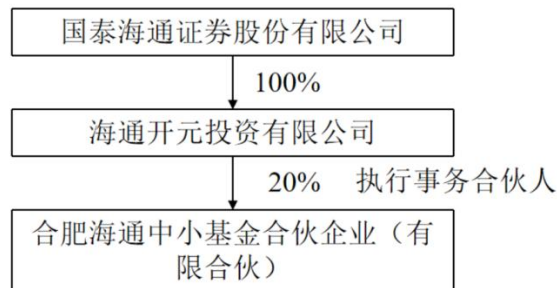 国泰海通证券股份有限公司
100%
海通开元投资有限公司
20% 执行事务合伙人
合肥海通中小基金合伙企业（有
限合伙）